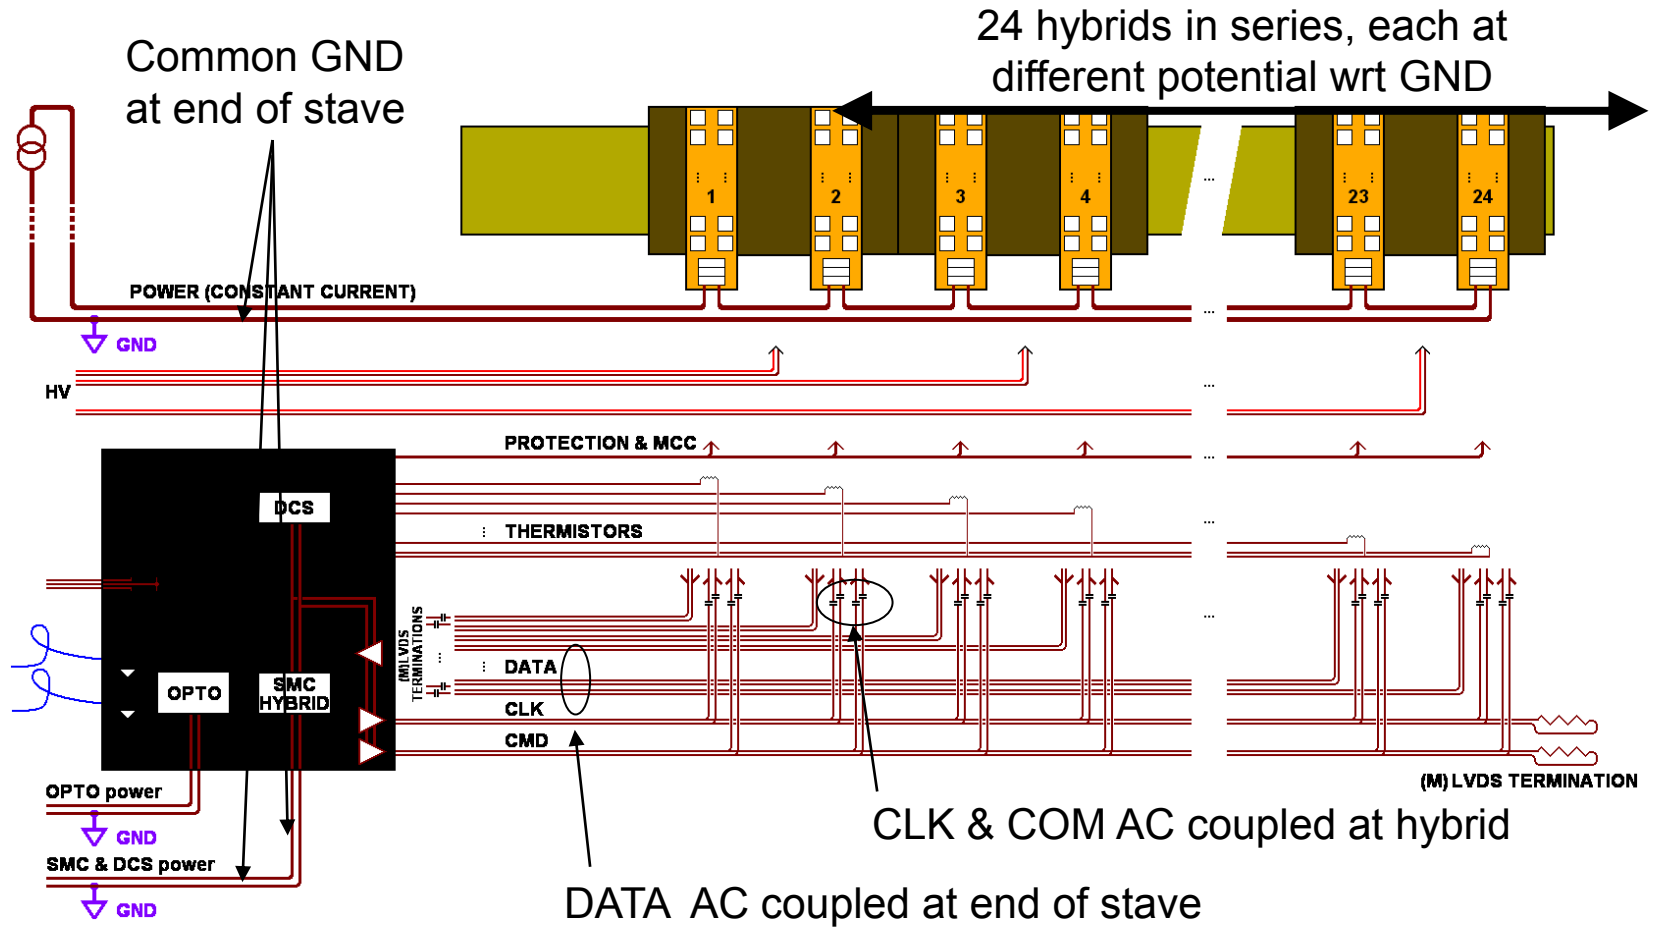 Common GND
at end of stave
24 hybrids in series, each at
different potential wrt GND
1
2
3
4
...
23
24
POWER (CONSTANT CURRENT)
...
GND
HV
...
PROTECTION & MCC
...
DCS
...
THERMISTORS
(M)LVDS
TERMINATIONS
...
DATA
OPTO
SMC
HYBRID
CLK
CMD
(M) LVDS TERMINATION
OPTO power
GND
CLK & COM AC coupled at hybrid
SMC & DCS power
GND
DATA AC coupled at end of stave